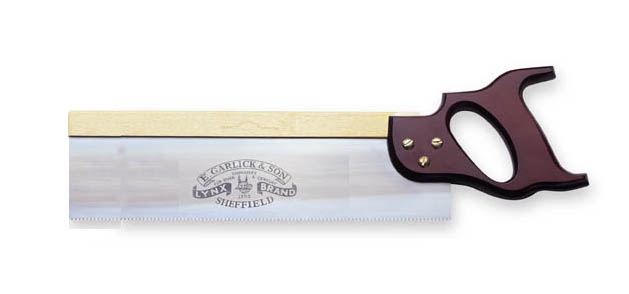 E. GARLICK & SON
LYNX BRAND
SHEFFIELD